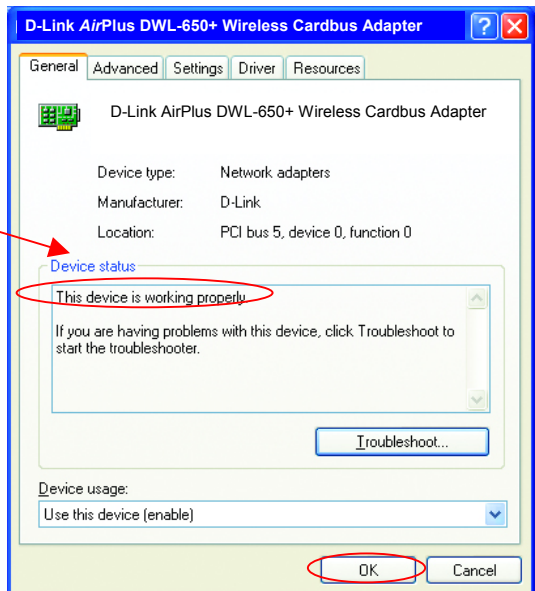 D-Link AirPlus DWL-650+ Wireless Cardbus Adapter
General Advanced Settings Driver Resources
D-Link AirPlus DWL-650+ Wireless Cardbus Adapter
Device type: Network adapters
Manufacturer: D-Link
Location: PCI bus 5, device 0, function 0
Device status
This device is working properly.
If you are having problems with this device, click Troubleshoot to
start the troubleshooter.
Troubleshoot...
Device usage:
Use this device (enable)
OK Cancel